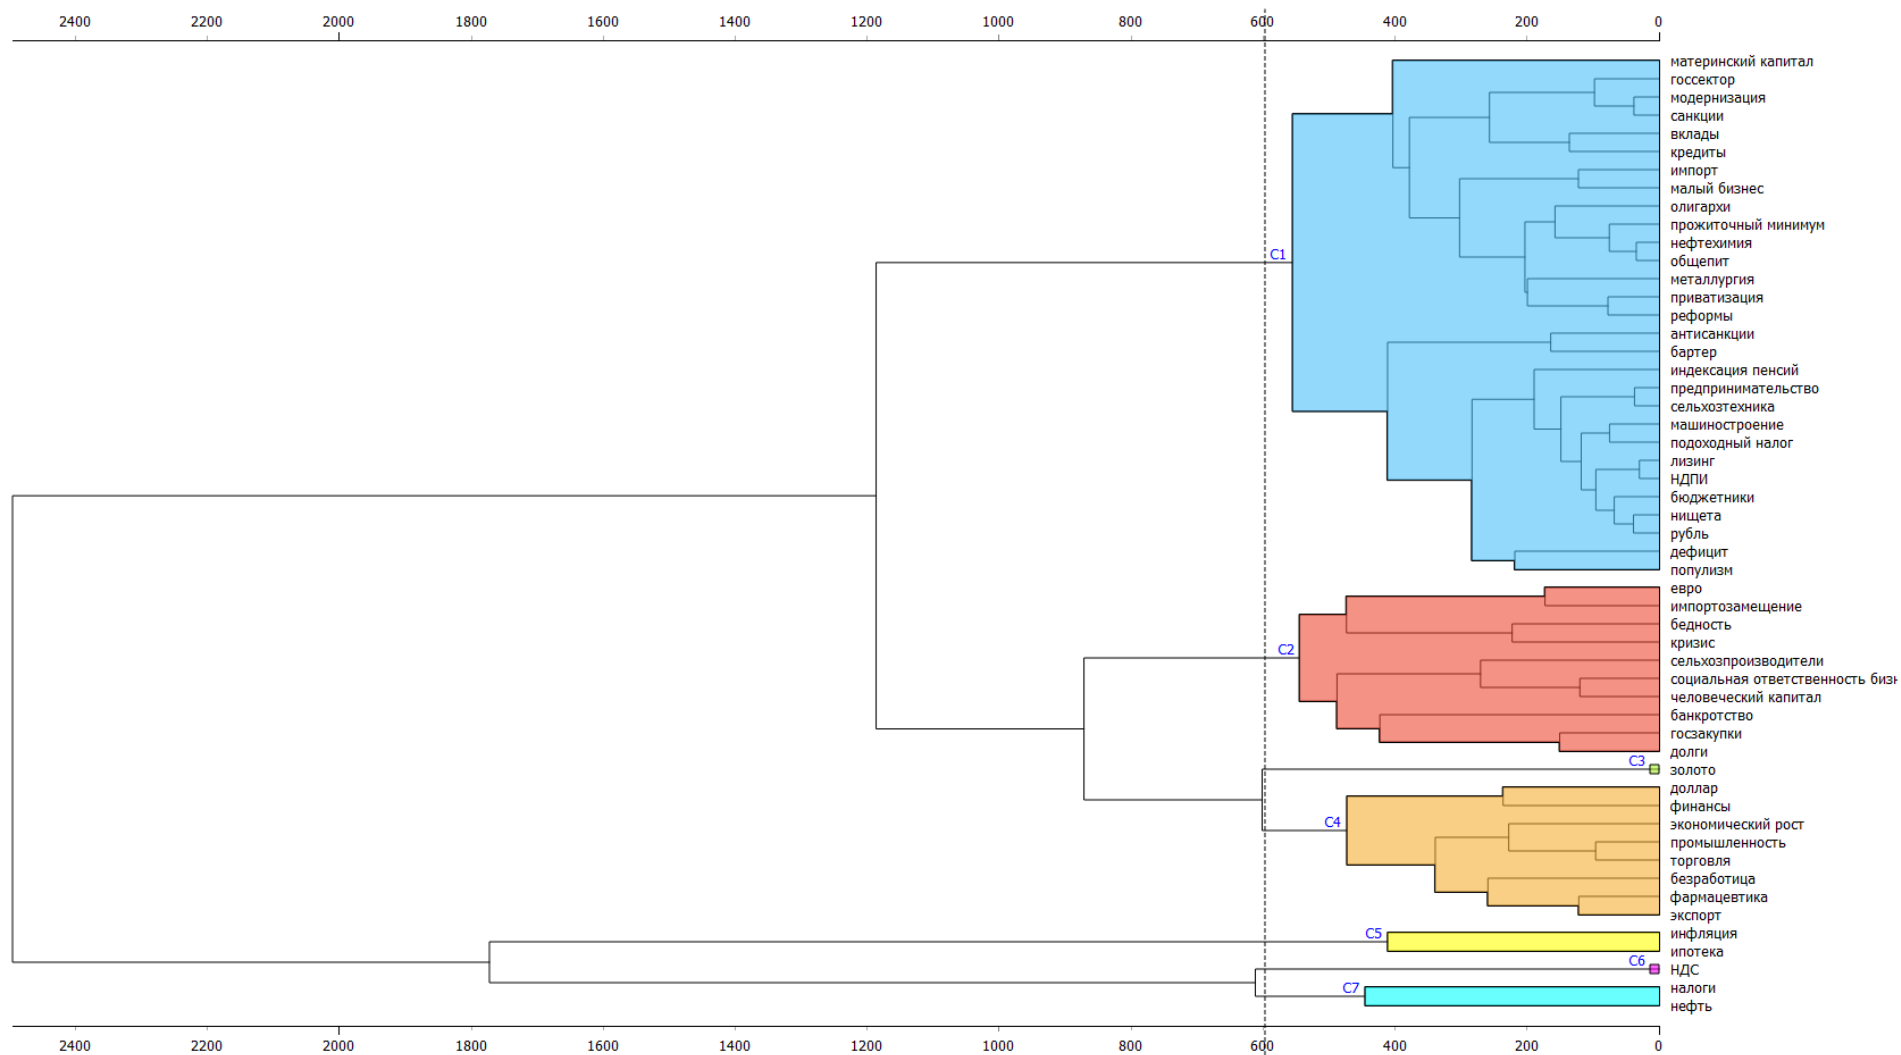 2400 2200 2000 1800 1600 1400 1200 1000 800 600 400 200 0
материнский капитал
госсектор
модернизация
санкции
вклады
кредиты
импорт
малый бизнес
олигархи
прожиточный минимум
нефтехимия
C1 общепит
металлургия
приватизация
реформы
антисанкции
бартер
индексация пенсий
предпринимательство
сельхозтехника
машиностроение
подоходный налог
лизинг
НДПИ
бюджетники
нищета
рубль
дефицит
популизм
евро
импортозамещение
бедность
кризис
C2 сельхозпроизводители
социальная ответственность бизн
человеческий капитал
банкротство
госзакупки
долги
C3 золото
доллар
финансы
C4 экономический рост
промышленность
торговля
безработица
фармацевтика
экспорт
C5 инфляция
ипотека
C6 НДС
C7 налоги
нефть
2400 2200 2000 1800 1600 1400 1200 1000 800 600 400 200 0